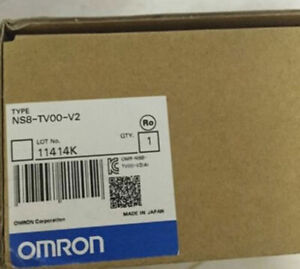 TYPE
NS8-TV00-V2
Ro
LOT No.
QTY.
11414K
1
OMRON Corporation
MADE IN JAPAN
OMRON